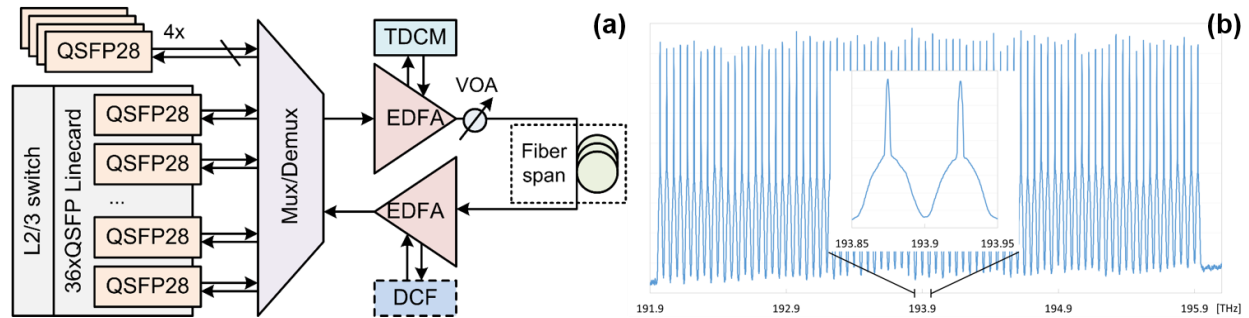 (a)
QSFP28
4x
TDCM
EDFA
VOA
L2/3 switch
36xQSFP Linecard
QSFP28
QSFP28
...
QSFP28
QSFP28
Mux/Demux
Fiber
span
EDFA
DCF
(b)
193.85 193.9 193.95
191.9 192.9 193.9 194.9 195.9 [THz]